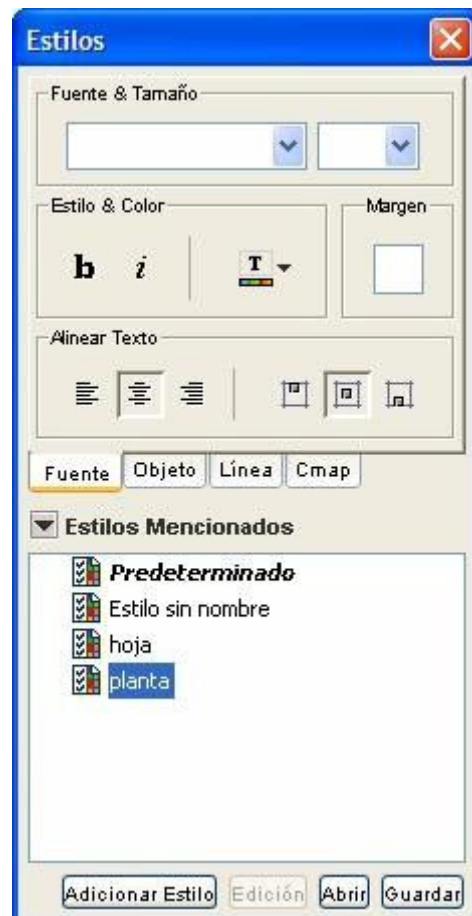 Estilos
Fuente & Tamaño
Estilo & Color Margen
b i T
Alinear Texto
Fuente Objeto Línea Cmap
Estilos Mencionados
Predeterminado
Estilo sin nombre
hoja
planta
Adicionar Estilo Edición Abrir Guardar